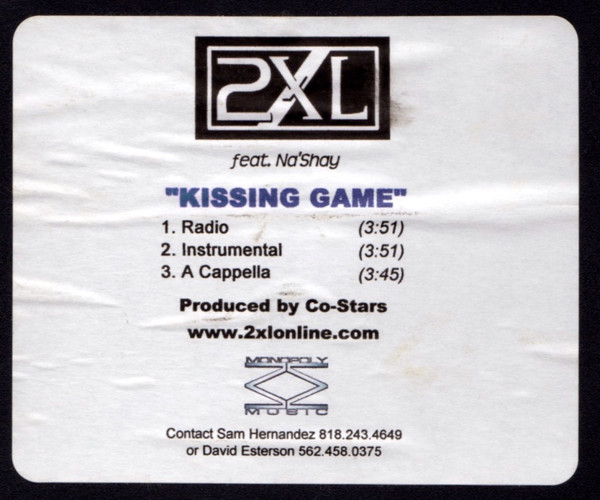 2XL
feat. Na'Shay
"KISSING GAME"
1. Radio (3:51)
2. Instrumental (3:51)
3. A Cappella (3:45)
Produced by Co-Stars
www.2xlonline.com
MONOPOLY
MUSIC
Contact Sam Hernandez 818.243.4649
or David Esterson 562.458.0375